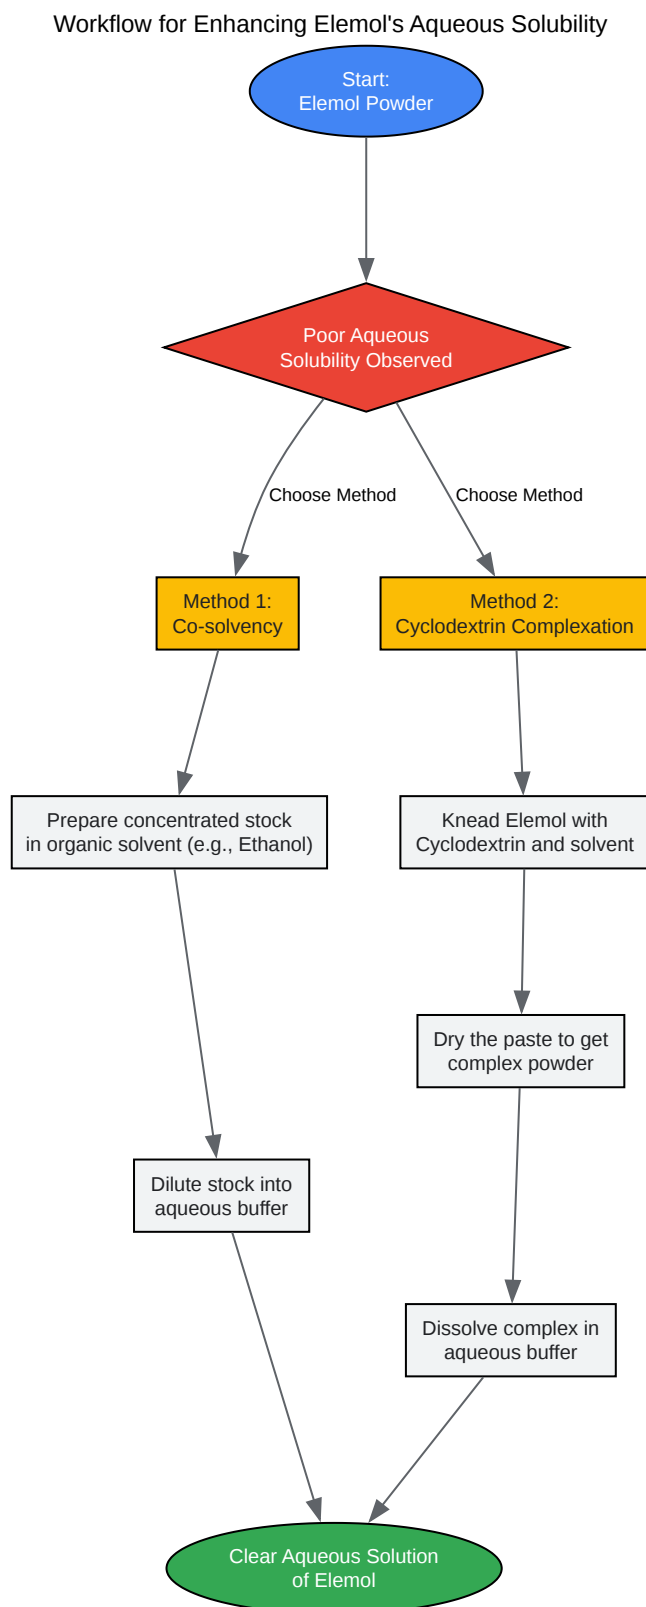 Workflow for Enhancing Elemol's Aqueous Solubility
Start:
Elemol Powder
Poor Aqueous
Solubility Observed
Choose Method
Choose Method
Method 1:
Co-solvency
Method 2:
Cyclodextrin Complexation
Prepare concentrated stock
in organic solvent (e.g., Ethanol)
Knead Elemol with
Cyclodextrin and solvent
Dry the paste to get
complex powder
Dilute stock into
aqueous buffer
Dissolve complex in
aqueous buffer
Clear Aqueous Solution
of Elemol